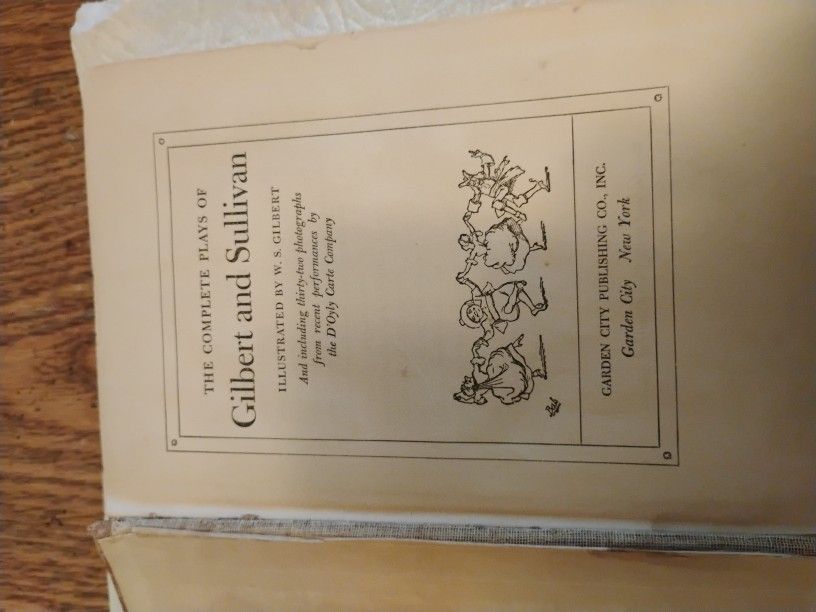 THE COMPLETE PLAYS OF
Gilbert and Sullivan
ILLUSTRATED BY W. S. GILBERT
And including thirty-two photographs
from recent performances by
the D'Oyly Carte Company
Bab
GARDEN CITY PUBLISHING CO., INC.
Garden City New York